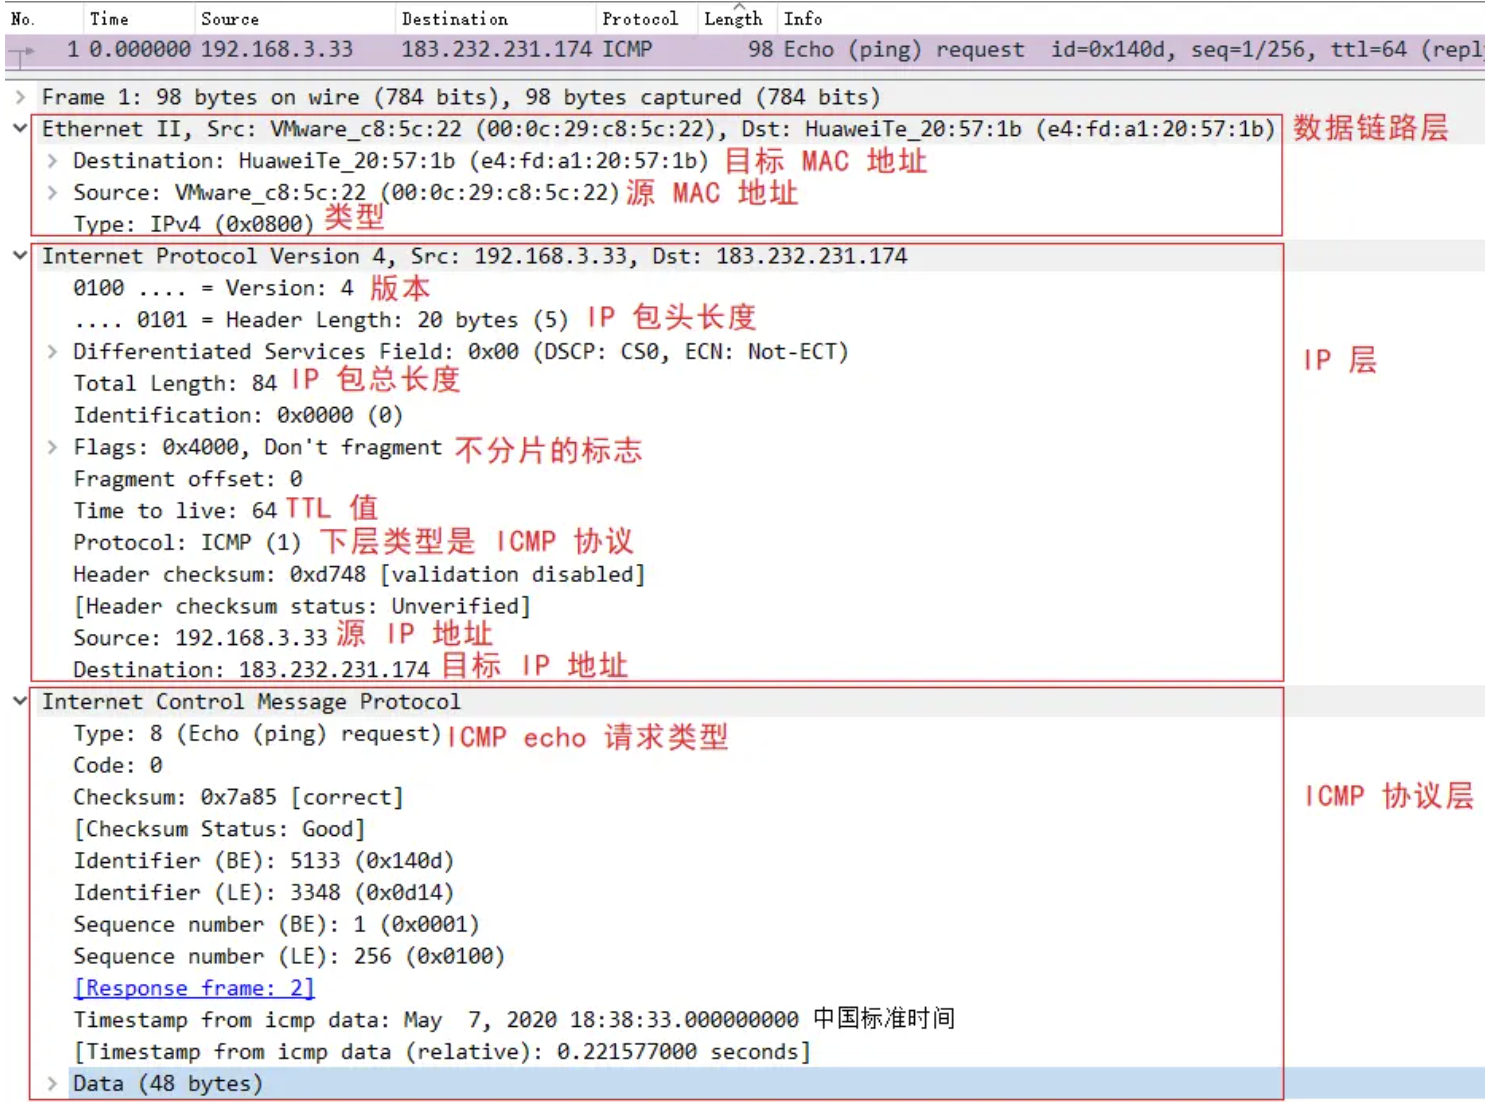 No. Time Source Destination Protocol Length Info
1 0.000000 192.168.3.33 183.232.231.174 ICMP 98 Echo (ping) request id=0x140d, seq=1/256, ttl=64 (repl
Frame 1: 98 bytes on wire (784 bits), 98 bytes captured (784 bits)
Ethernet II, Src: VMware_c8:5c:22 (00:0c:29:c8:5c:22), Dst: HuaweiTe_20:57:1b (e4:fd:a1:20:57:1b) 数据链路层
Destination: HuaweiTe_20:57:1b (e4:fd:a1:20:57:1b) 目标 MAC 地址
Source: VMware_c8:5c:22 (00:0c:29:c8:5c:22) 源 MAC 地址
Type: IPv4 (0x0800) 类型
Internet Protocol Version 4, Src: 192.168.3.33, Dst: 183.232.231.174
0100 .... = Version: 4 版本
.... 0101 = Header Length: 20 bytes (5) IP 包头长度
Differentiated Services Field: 0x00 (DSCP: CS0, ECN: Not-ECT)
IP 层
Total Length: 84 IP 包总长度
Identification: 0x0000 (0)
Flags: 0x4000, Don't fragment 不分片的标志
Fragment offset: 0
Time to live: 64 TTL 值
Protocol: ICMP (1) 下层类型是 ICMP 协议
Header checksum: 0xd748 [validation disabled]
[Header checksum status: Unverified]
Source: 192.168.3.33 源 IP 地址
Destination: 183.232.231.174 目标 IP 地址
Internet Control Message Protocol
Type: 8 (Echo (ping) request) ICMP echo 请求类型
Code: 0
Checksum: 0x7a85 [correct]
ICMP 协议层
[Checksum Status: Good]
Identifier (BE): 5133 (0x140d)
Identifier (LE): 3348 (0x0d14)
Sequence number (BE): 1 (0x0001)
Sequence number (LE): 256 (0x0100)
[Response frame: 2]
Timestamp from icmp data: May  7, 2020 18:38:33.000000000 中国标准时间
[Timestamp from icmp data (relative): 0.221577000 seconds]
Data (48 bytes)